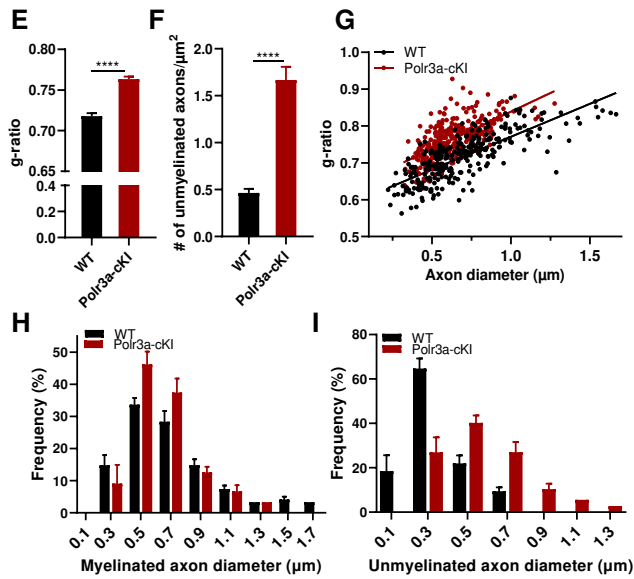 E
F
G
0.80
0.75
0.70
0.65
0.4
0.2
0.0
g-ratio
****
WT
Polr3a-cKI
2.0
1.5
1.0
0.5
0.0
# of unmyelinated axons/μm²
****
WT
Polr3a-cKI
WT
Polr3a-cKI
1.0
0.9
0.8
0.7
0.6
0.5
g-ratio
0.5
1.0
1.5
Axon diameter (μm)
H
WT
Polr3a-cKI
50
40
30
20
10
0
Frequency (%)
0.1
0.3
0.5
0.7
0.9
1.1
1.3
1.5
1.7
Myelinated axon diameter (μm)
I
WT
Polr3a-cKI
80
60
40
20
0
Frequency (%)
0.1
0.3
0.5
0.7
0.9
1.1
1.3
Unmyelinated axon diameter (μm)